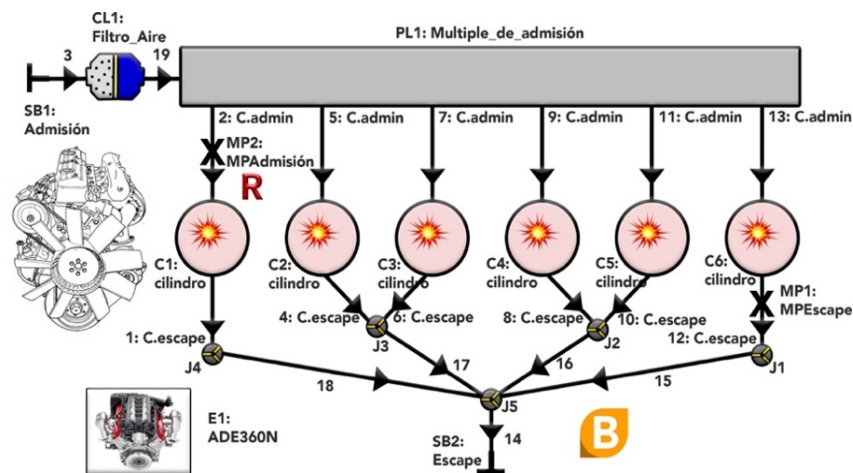 CL1:
Filtro_Aire
PL1: Multiple_de_admisión
3
19
SB1:
Admisión
2: C.admin
5: C.admin
7: C.admin
9: C.admin
11: C.admin
13: C.admin
MP2:
MPAdmisión
R
C1:
cilindro
C2:
cilindro
C3:
cilindro
C4:
cilindro
C5:
cilindro
C6:
cilindro
MP1:
MPEscape
1: C.escape
4: C.escape
6: C.escape
8: C.escape
10: C.escape
12: C.escape
J4
J3
J2
J1
18
17
16
15
J5
E1:
ADE360N
SB2:
Escape
14
B